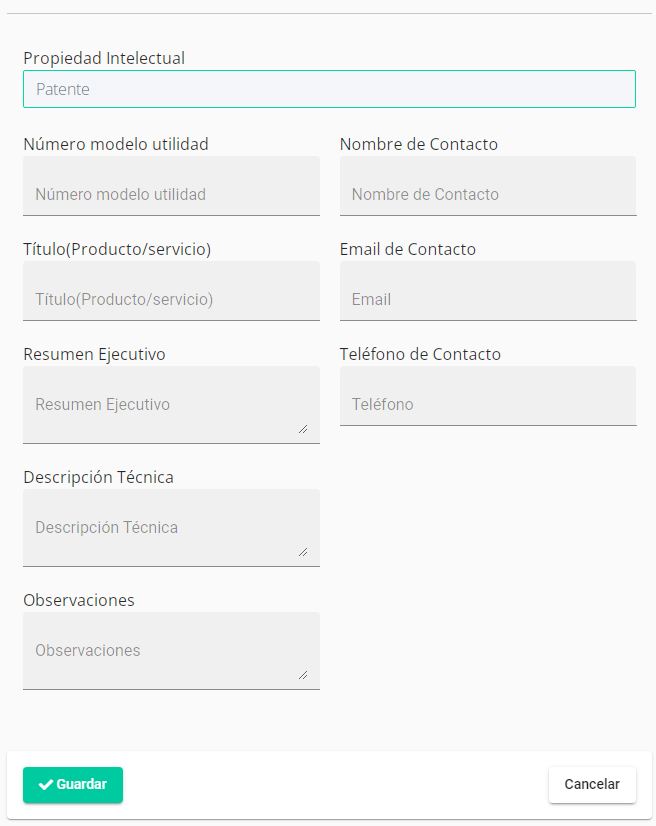 Propiedad Intelectual
Patente
Número modelo utilidad
Número modelo utilidad
Nombre de Contacto
Nombre de Contacto
Título(Producto/servicio)
Título(Producto/servicio)
Email de Contacto
Email
Resumen Ejecutivo
Resumen Ejecutivo
Teléfono de Contacto
Teléfono
Descripción Técnica
Descripción Técnica
Observaciones
Observaciones
Guardar
Cancelar